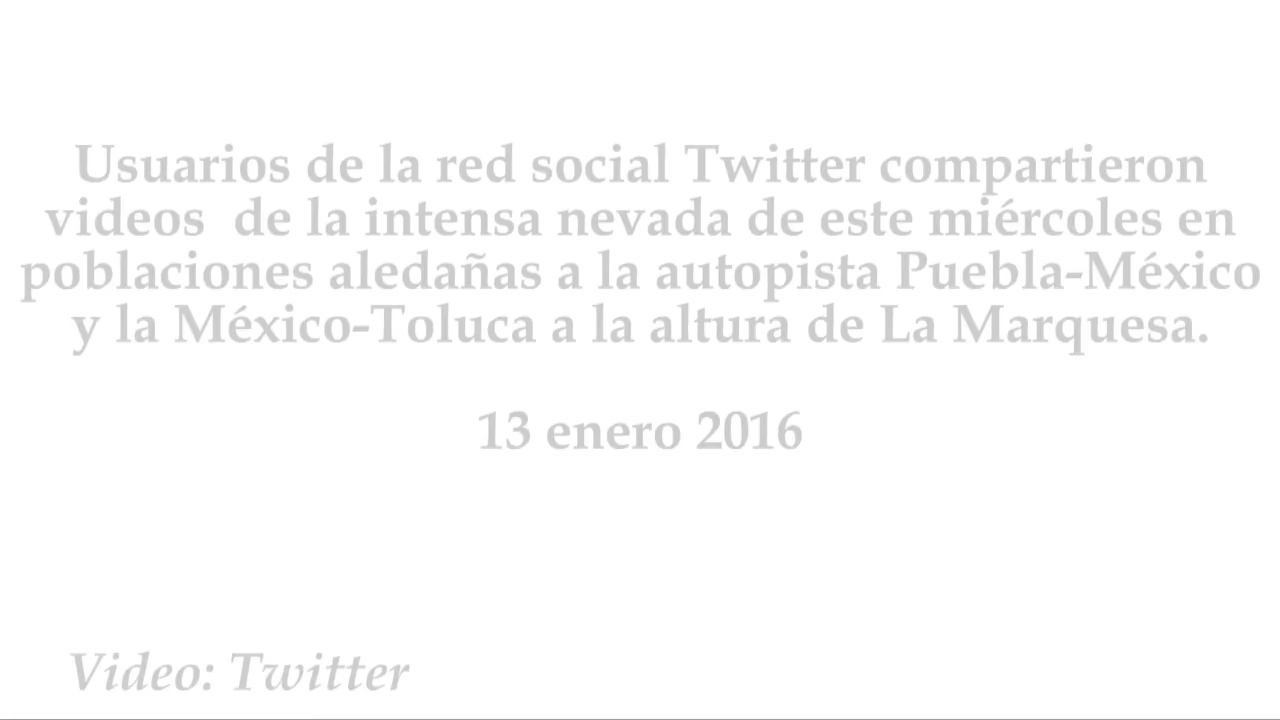 Usuarios de la red social Twitter compartieron
videos  de la intensa nevada de este miércoles en
poblaciones aledañas a la autopista Puebla-México
y la México-Toluca a la altura de La Marquesa.
13 enero 2016
Video: Twitter